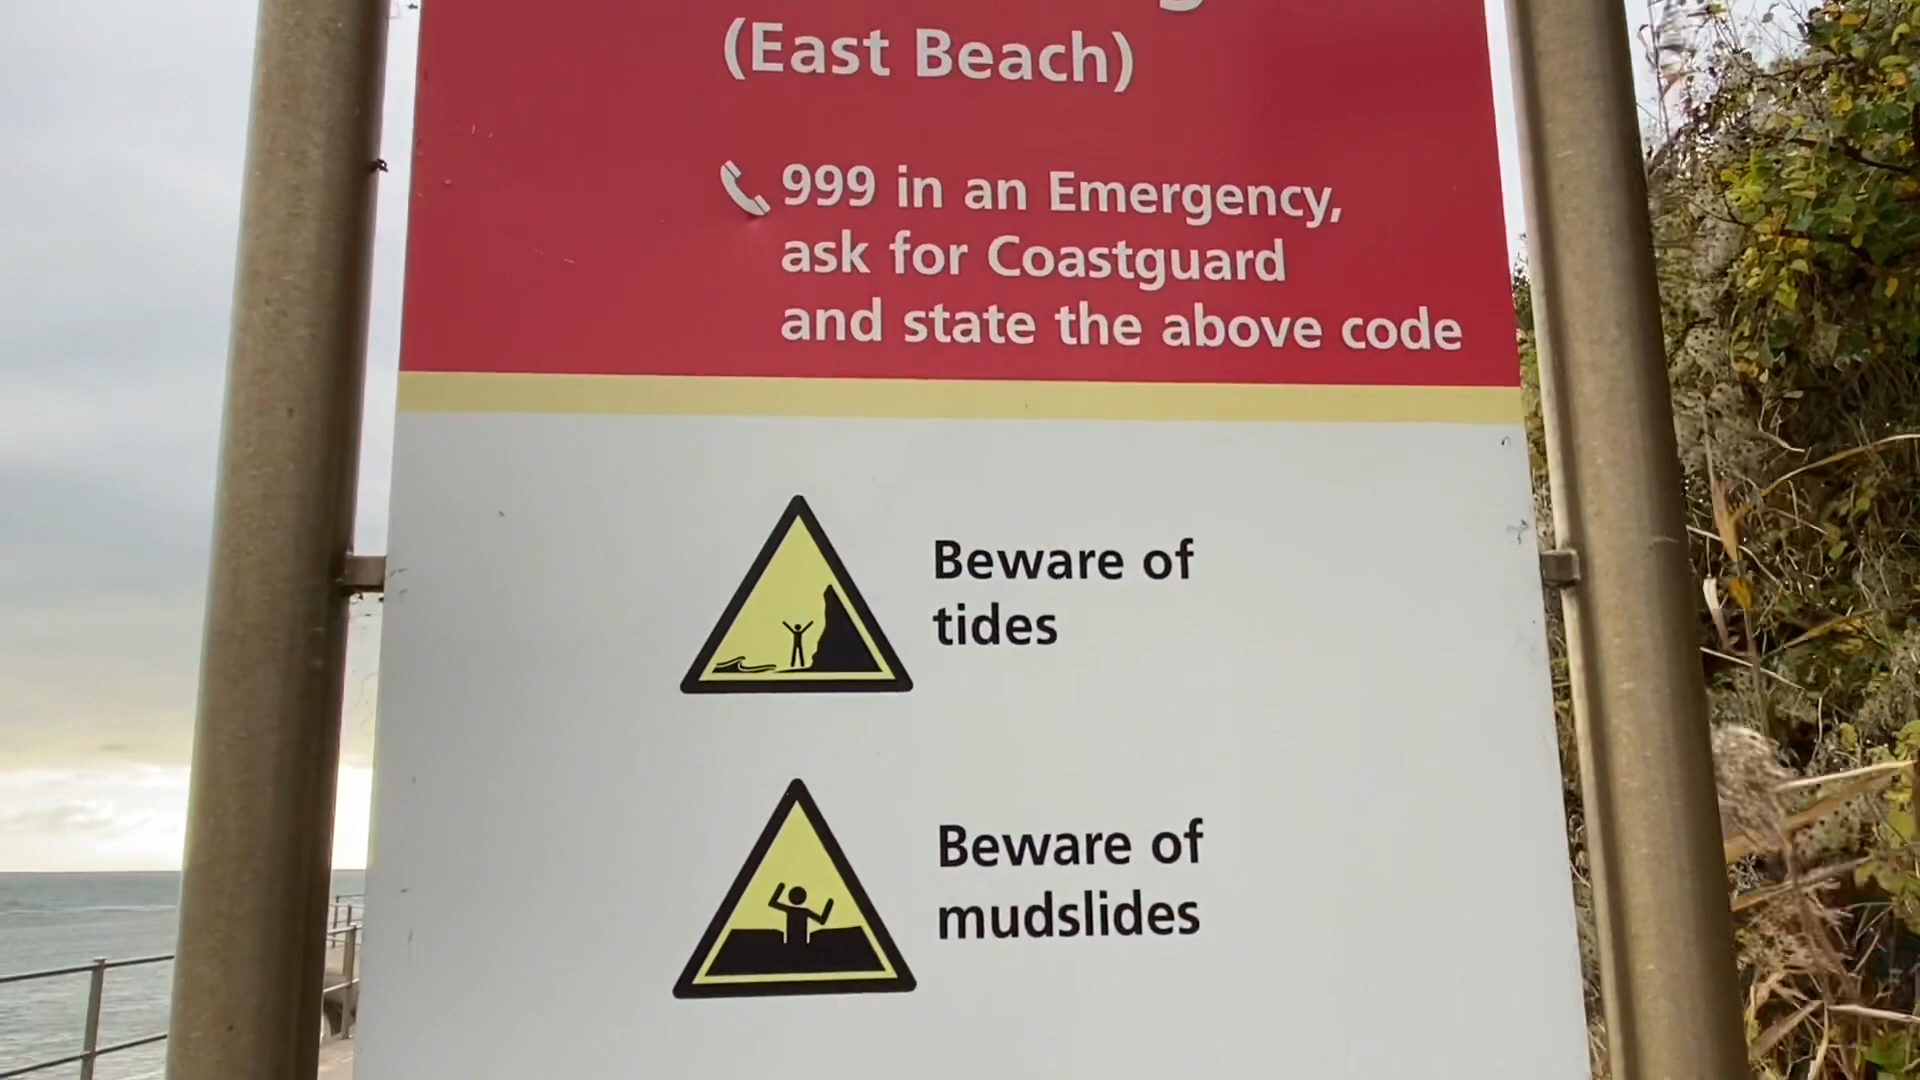 (East Beach)
999 in an Emergency,
ask for Coastguard
and state the above code
Beware of
tides
Beware of
mudslides